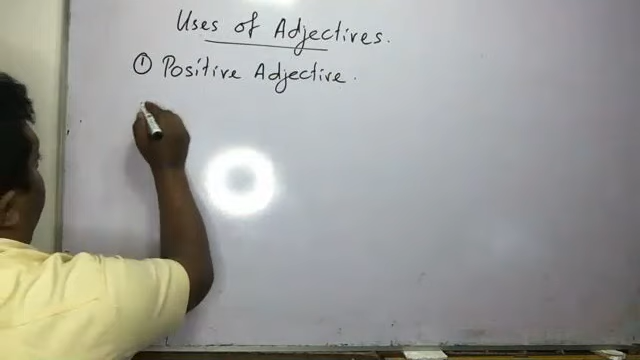 Uses of Adjectives.
① Positive Adjective.